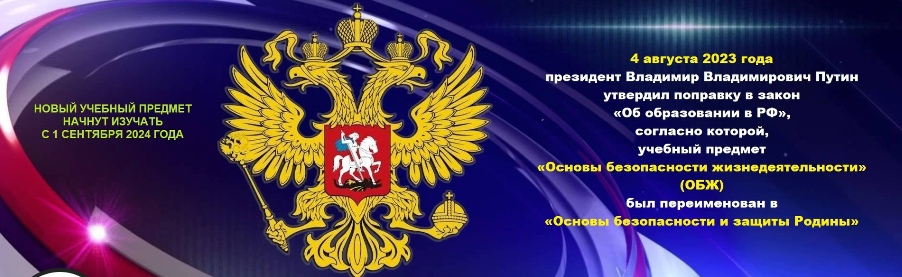 НОВЫЙ УЧЕБНЫЙ ПРЕДМЕТ
НАЧНУТ ИЗУЧАТЬ
С 1 СЕНТЯБРЯ 2024 ГОДА
4 августа 2023 года
президент Владимир Владимирович Путин
утвердил поправку в закон
«Об образовании в РФ»,
согласно которой,
учебный предмет
«Основы безопасности жизнедеятельности»
(ОБЖ)
был переименован в
«Основы безопасности и защиты Родины»